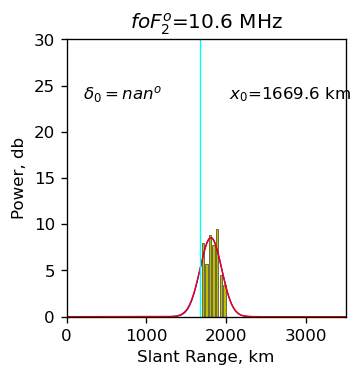 foF₂ᵒ=10.6 MHz
30
25
δ₀ = nanᵒ
x₀=1669.6 km
20
15
10
5
0
Power, db
0 1000 2000 3000
Slant Range, km